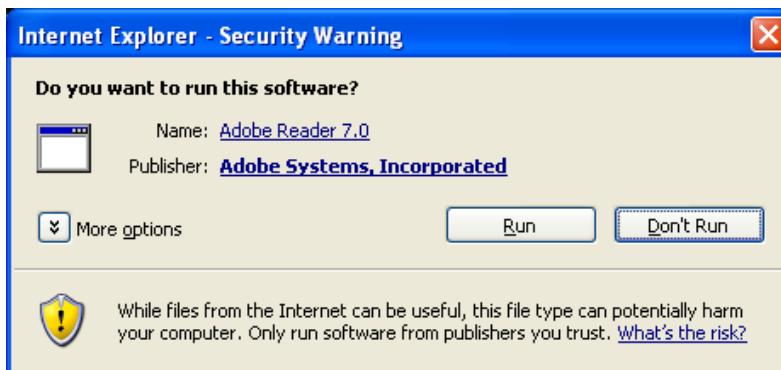 Internet Explorer - Security Warning
Do you want to run this software?
Name: Adobe Reader 7.0
Publisher: Adobe Systems, Incorporated
More options
Run
Don't Run
While files from the Internet can be useful, this file type can potentially harm
your computer. Only run software from publishers you trust. What's the risk?